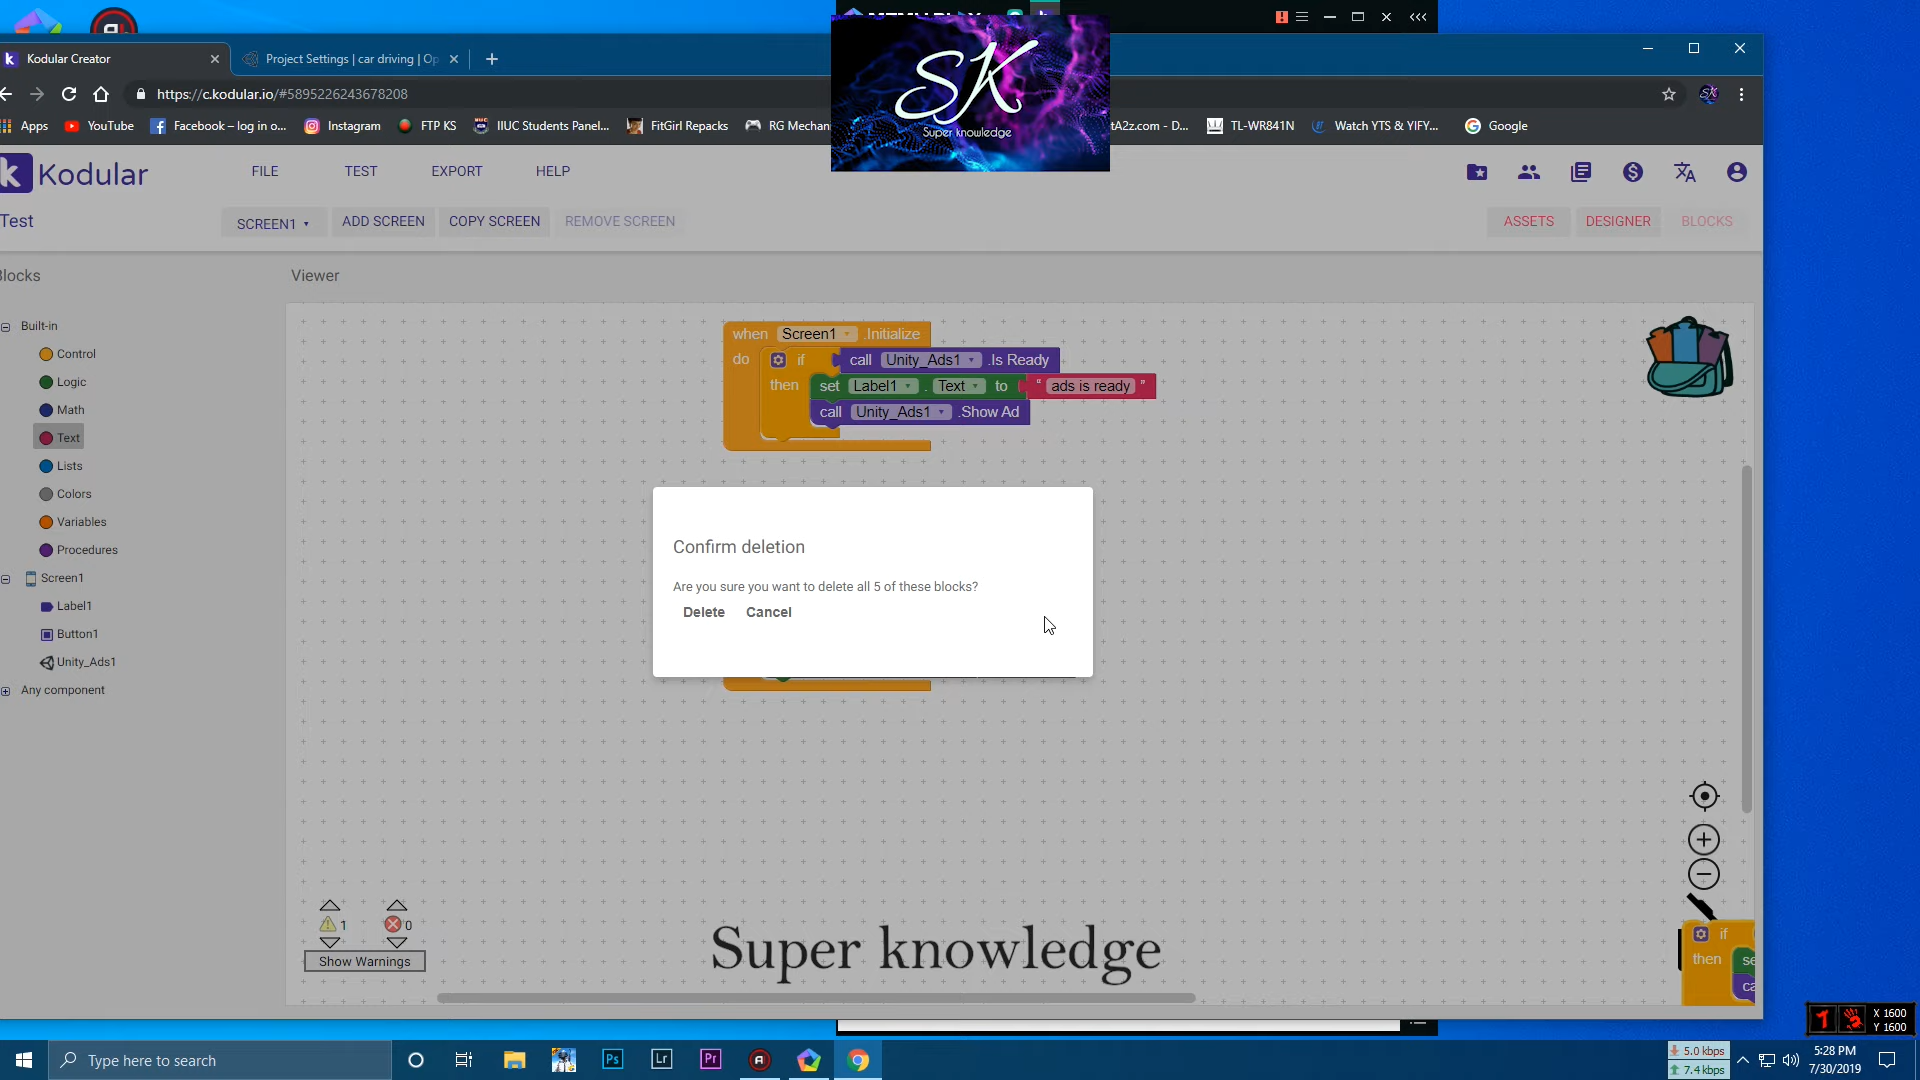 Kodular Creator
Project Settings | car driving | Op
https://c.kodular.io/#5895226243678208
Apps
YouTube
Facebook – log in o...
Instagram
FTP KS
IIUC Students Panel...
FitGirl Repacks
RG Mechan
tA2z.com - D...
TL-WR841N
Watch YTS & YIFY...
Google
SK
Super knowledge
Kodular
FILE
TEST
EXPORT
HELP
Test
SCREEN1
ADD SCREEN
COPY SCREEN
REMOVE SCREEN
ASSETS
DESIGNER
BLOCKS
locks
Viewer
Built-in
Control
Logic
Math
Text
Lists
Colors
Variables
Procedures
Screen1
Label1
Button1
Unity_Ads1
Any component
when Screen1 .Initialize
do if call Unity_Ads1 .Is Ready
then set Label1 . Text to " ads is ready "
call Unity_Ads1 .Show Ad
Confirm deletion
Are you sure you want to delete all 5 of these blocks?
Delete Cancel
1
0
Show Warnings
if
then se
ca
Super knowledge
X 1600
Y 1600
Type here to search
Ps
Lr
Pr
5.0 kbps
7.4 kbps
5:28 PM
7/30/2019